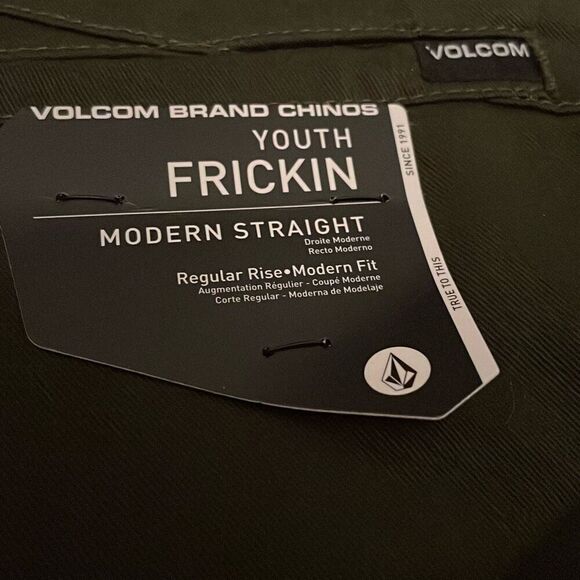 VOLCOM
VOLCOM BRAND CHINOS
YOUTH
FRICKIN
MODERN STRAIGHT
Droite Moderne
Recto Moderno
Regular Rise•Modern Fit
Augmentation Régulier - Coupé Moderne
Corte Regular - Moderna de Modelaje
SINCE 1991
TRUE TO THIS